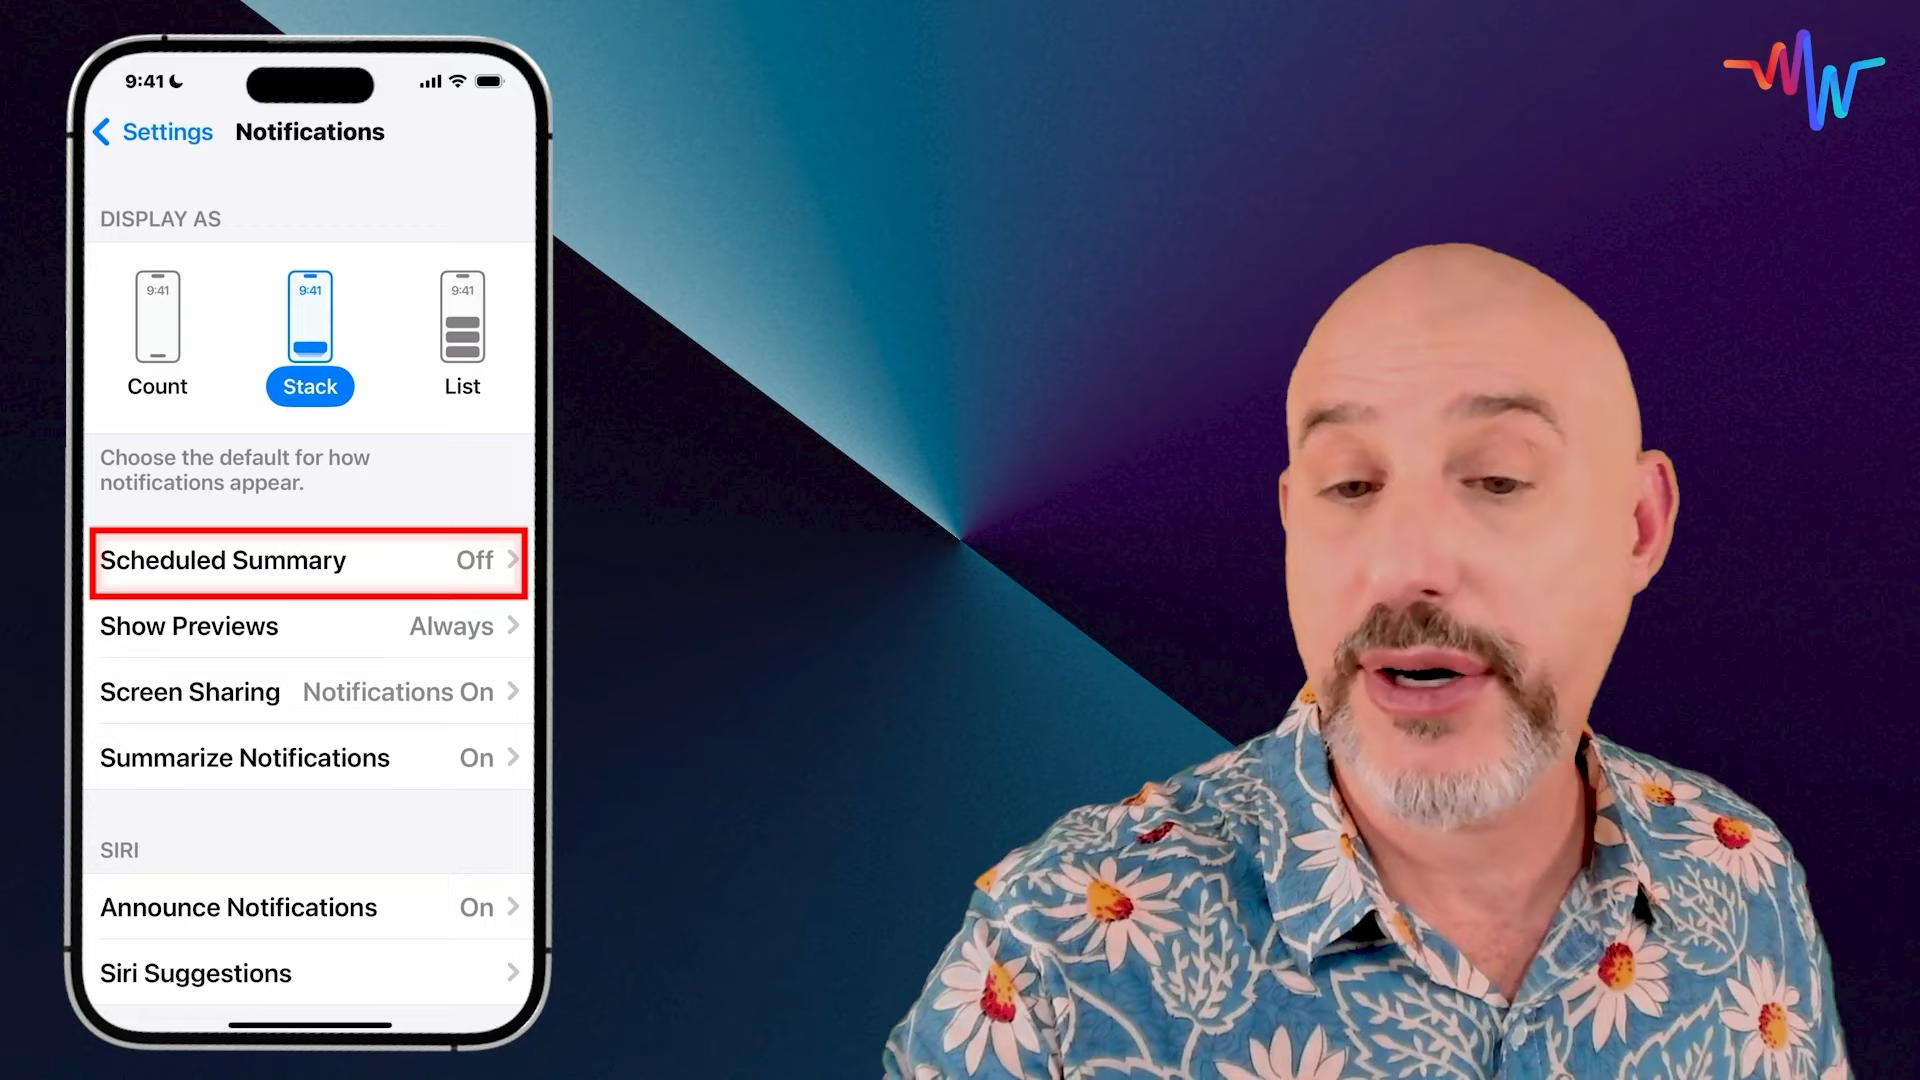 9:41
Settings Notifications
DISPLAY AS
9:41 9:41 9:41
Count Stack List
Choose the default for how
notifications appear.
Scheduled Summary Off
Show Previews Always
Screen Sharing Notifications On
Summarize Notifications On
SIRI
Announce Notifications On
Siri Suggestions